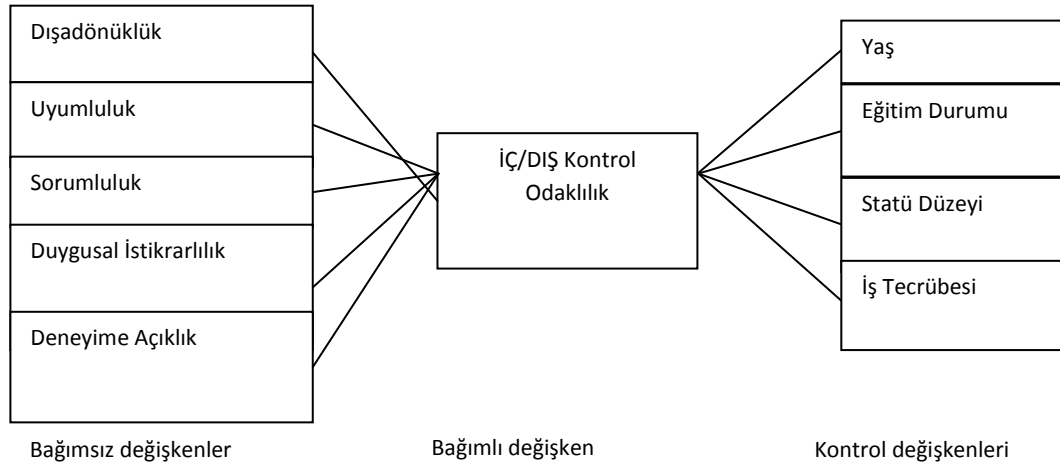 Dışadönüklük
Uyumluluk
Sorumluluk
Duygusal İstikrarlılık
Deneyime Açıklık
İÇ/DIŞ Kontrol
Odaklılık
Yaş
Eğitim Durumu
Statü Düzeyi
İş Tecrübesi
Bağımsız değişkenler
Bağımlı değişken
Kontrol değişkenleri